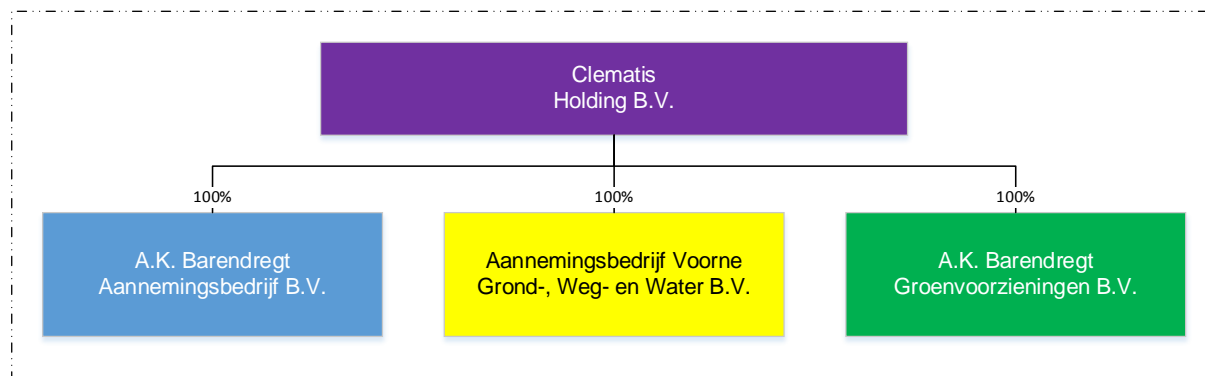 Clematis
Holding B.V.
100%
100%
100%
A.K. Barendregt
Aannemingsbedrijf B.V.
Aannemingsbedrijf Voorne
Grond-, Weg- en Water B.V.
A.K. Barendregt
Groenvoorzieningen B.V.